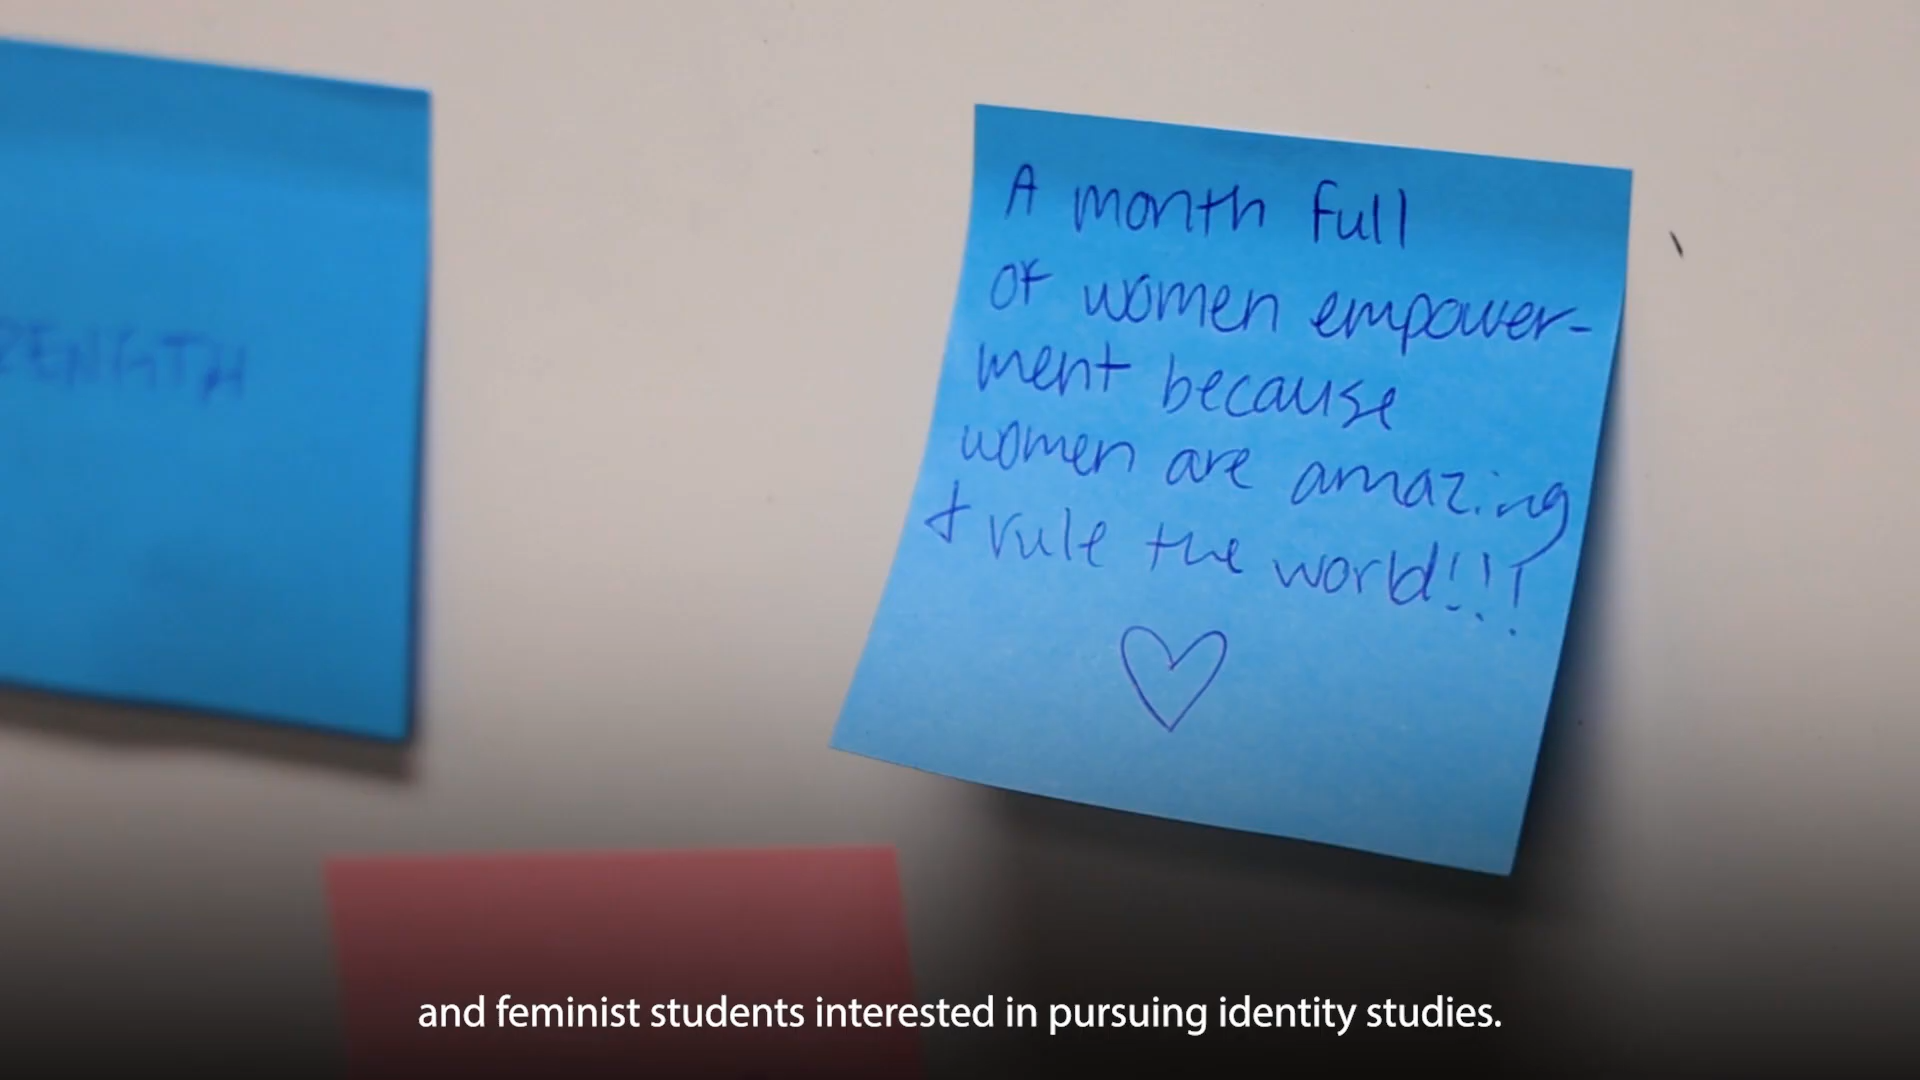 RENGTH
A month full
of women empower-
ment because
women are amazing
+ rule the world!!!
and feminist students interested in pursuing identity studies.